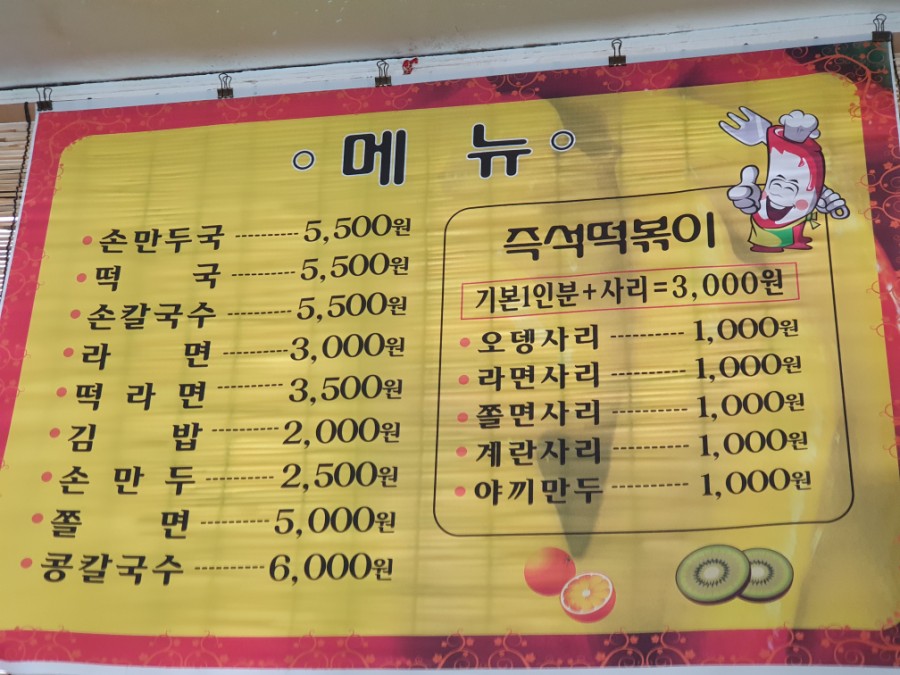 메 뉴
손만두국 ---------- 5,500원
떡 국 ---------- 5,500원
손칼국수 ---------- 5,500원
라 면 ---------- 3,000원
떡 라 면 ---------- 3,500원
김 밥 ---------- 2,000원
손 만 두 ---------- 2,500원
쫄 면 ---------- 5,000원
콩칼국수 ---------- 6,000원
즉석떡볶이
기본1인분+사리=3,000원
오뎅사리 ---------- 1,000원
라면사리 ---------- 1,000원
쫄면사리 ---------- 1,000원
계란사리 ---------- 1,000원
야끼만두 ---------- 1,000원